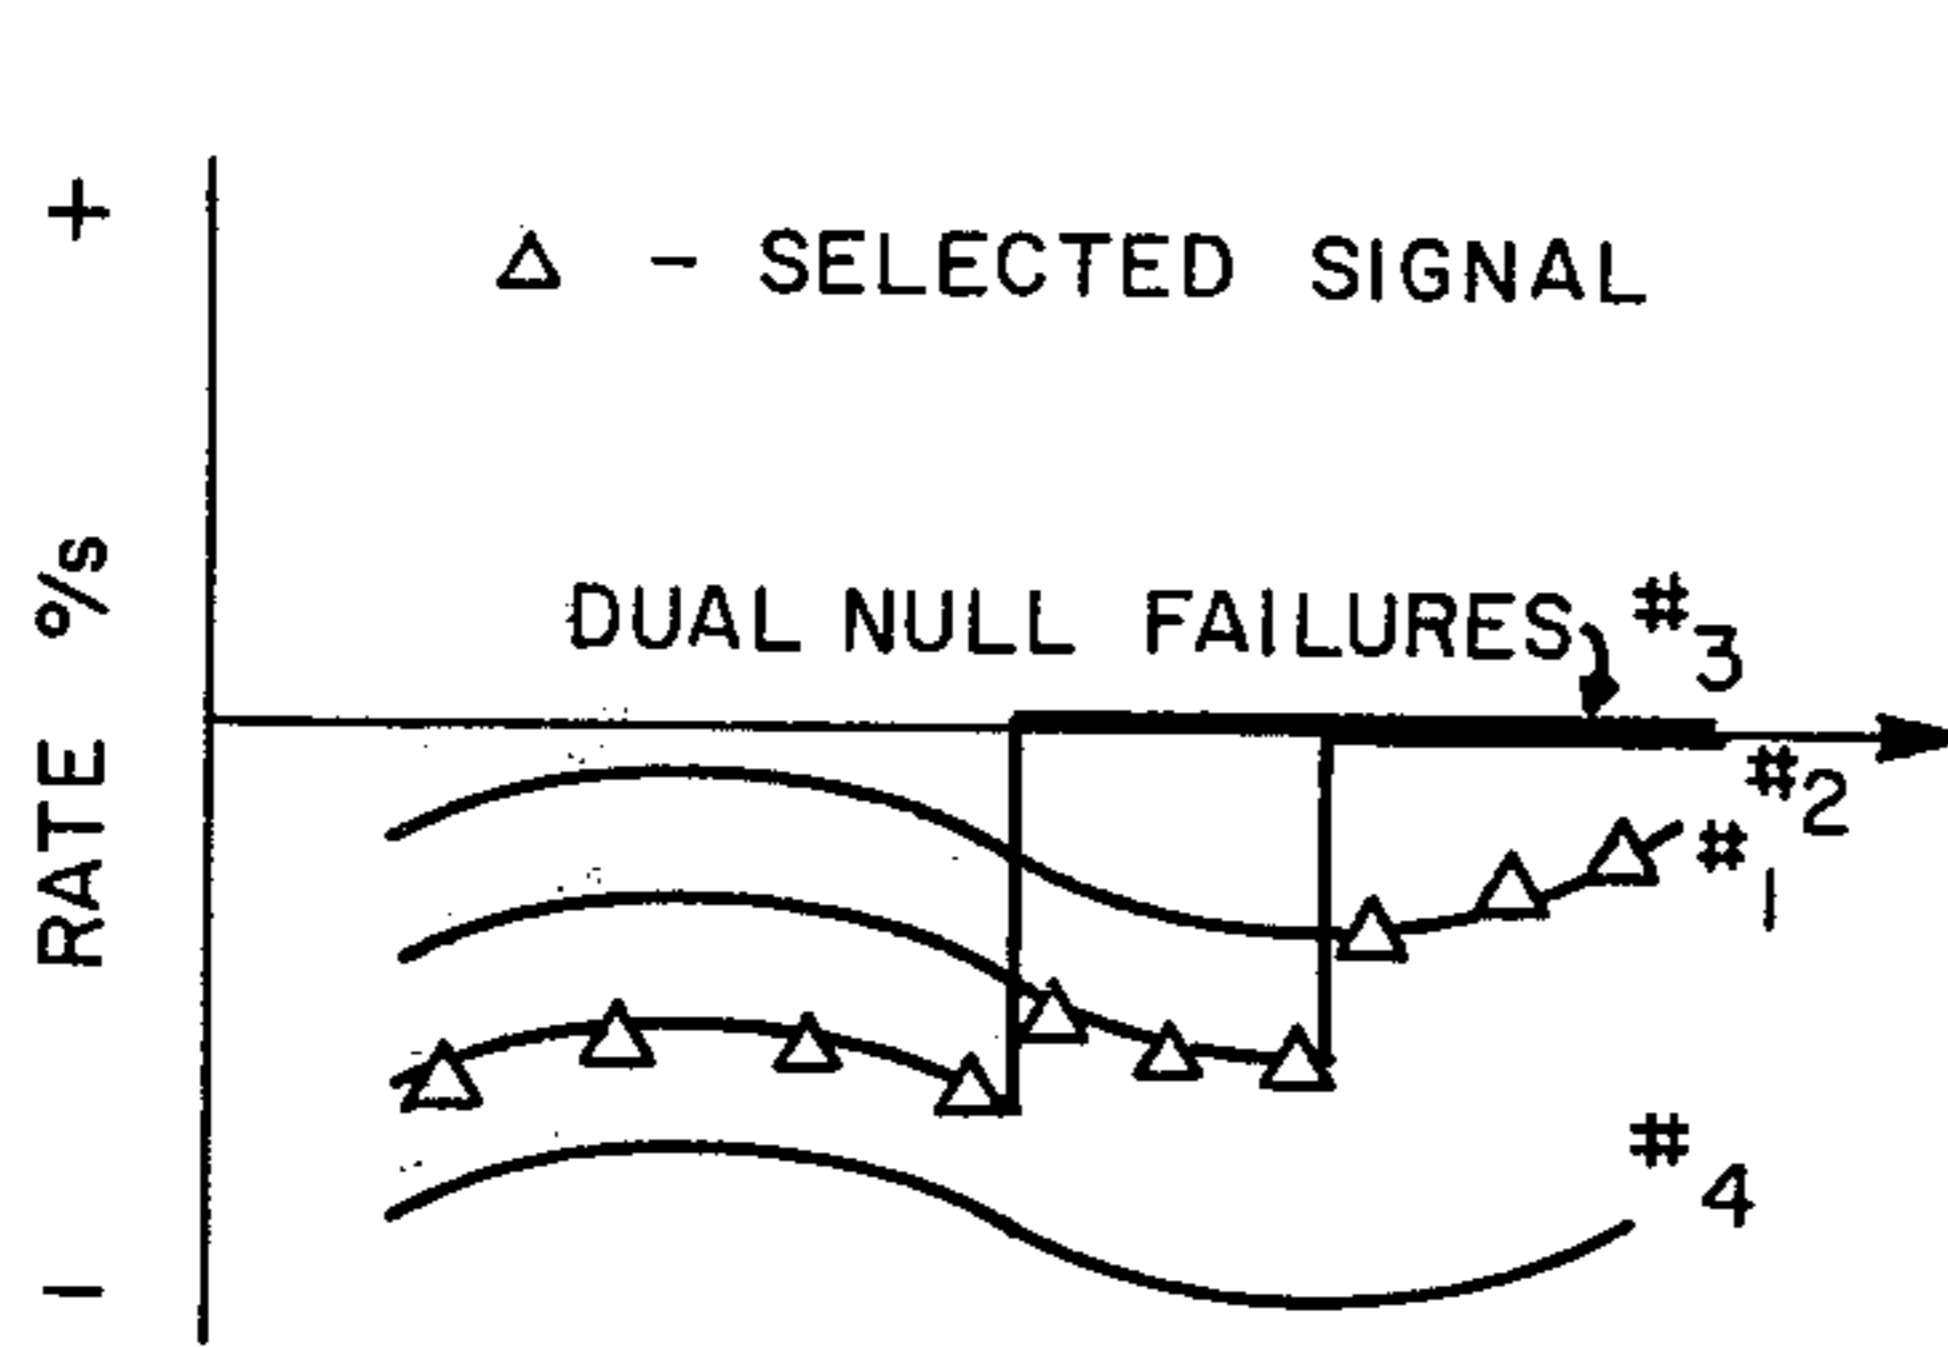 +
△ - SELECTED SIGNAL
RATE %s
DUAL NULL FAILURES
#3
#2
#1
#4
-